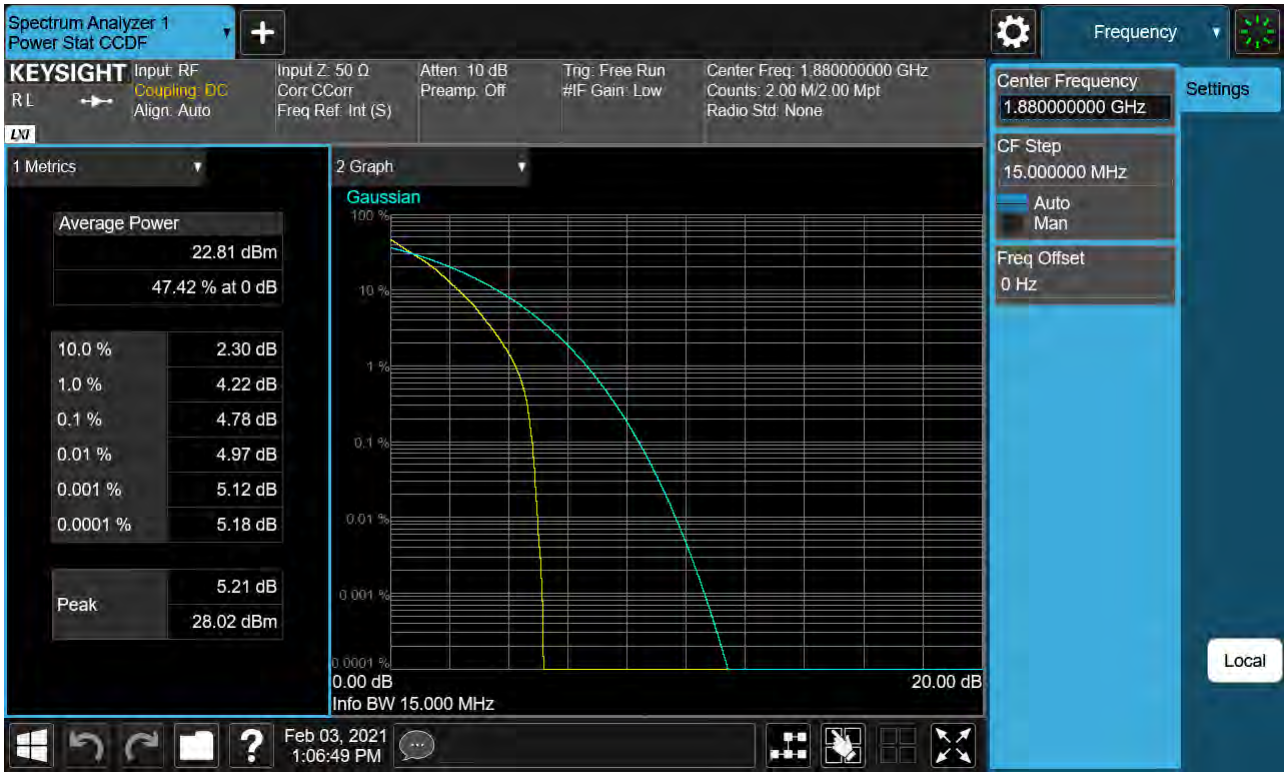 Spectrum Analyzer 1
Power Stat CCDF
+
Frequency
KEYSIGHT
R L
LXI
Input: RF
Coupling: DC
Align: Auto
Input Z: 50 Ω
Corr CCorr
Freq Ref: Int (S)
Atten: 10 dB
Preamp: Off
Trig: Free Run
#IF Gain: Low
Center Freq: 1.880000000 GHz
Counts: 2.00 M/2.00 Mpt
Radio Std: None
Center Frequency
1.880000000 GHz
Settings
CF Step
15.000000 MHz
Auto
Man
Freq Offset
0 Hz
1 Metrics
Average Power
22.81 dBm
47.42 % at 0 dB
10.0 % 2.30 dB
1.0 % 4.22 dB
0.1 % 4.78 dB
0.01 % 4.97 dB
0.001 % 5.12 dB
0.0001 % 5.18 dB
Peak
5.21 dB
28.02 dBm
2 Graph
Gaussian
100 %
10 %
1 %
0.1 %
0.01 %
0.001 %
0.0001 %
0.00 dB 20.00 dB
Info BW 15.000 MHz
Local
?
Feb 03, 2021
1:06:49 PM